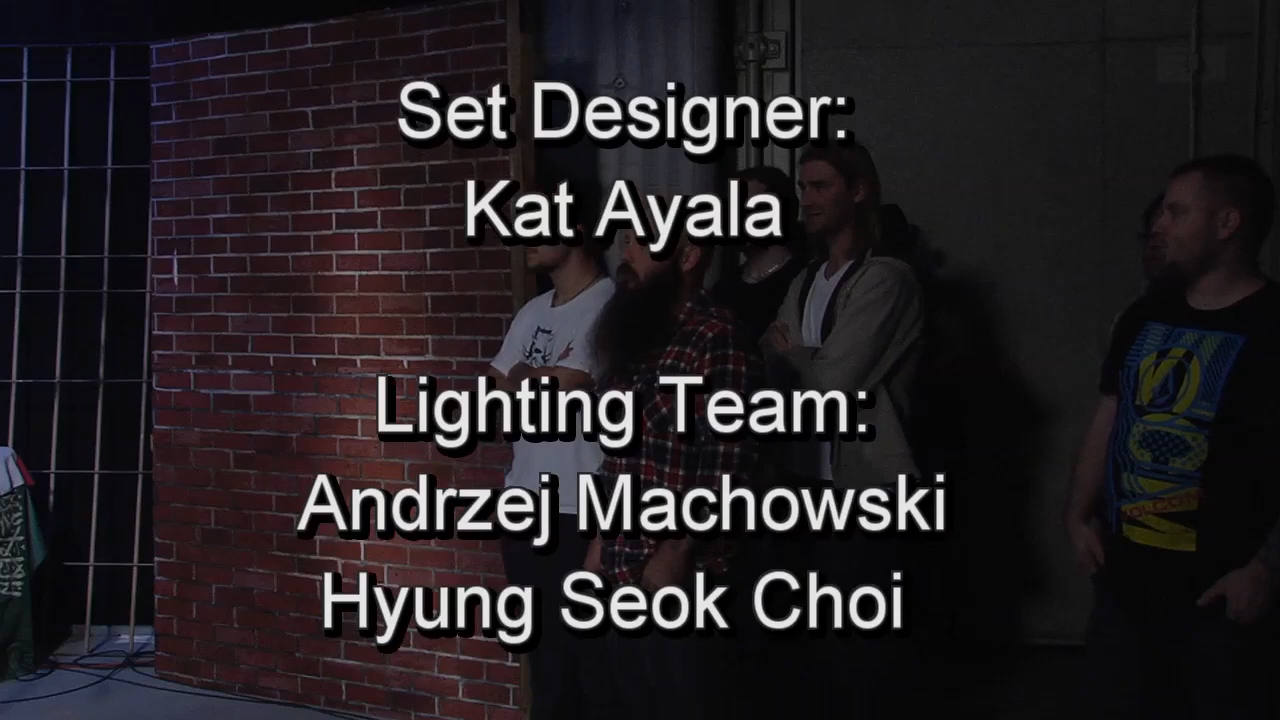 Set Designer:
Kat Ayala
Lighting Team:
Andrzej Machowski
Hyung Seok Choi